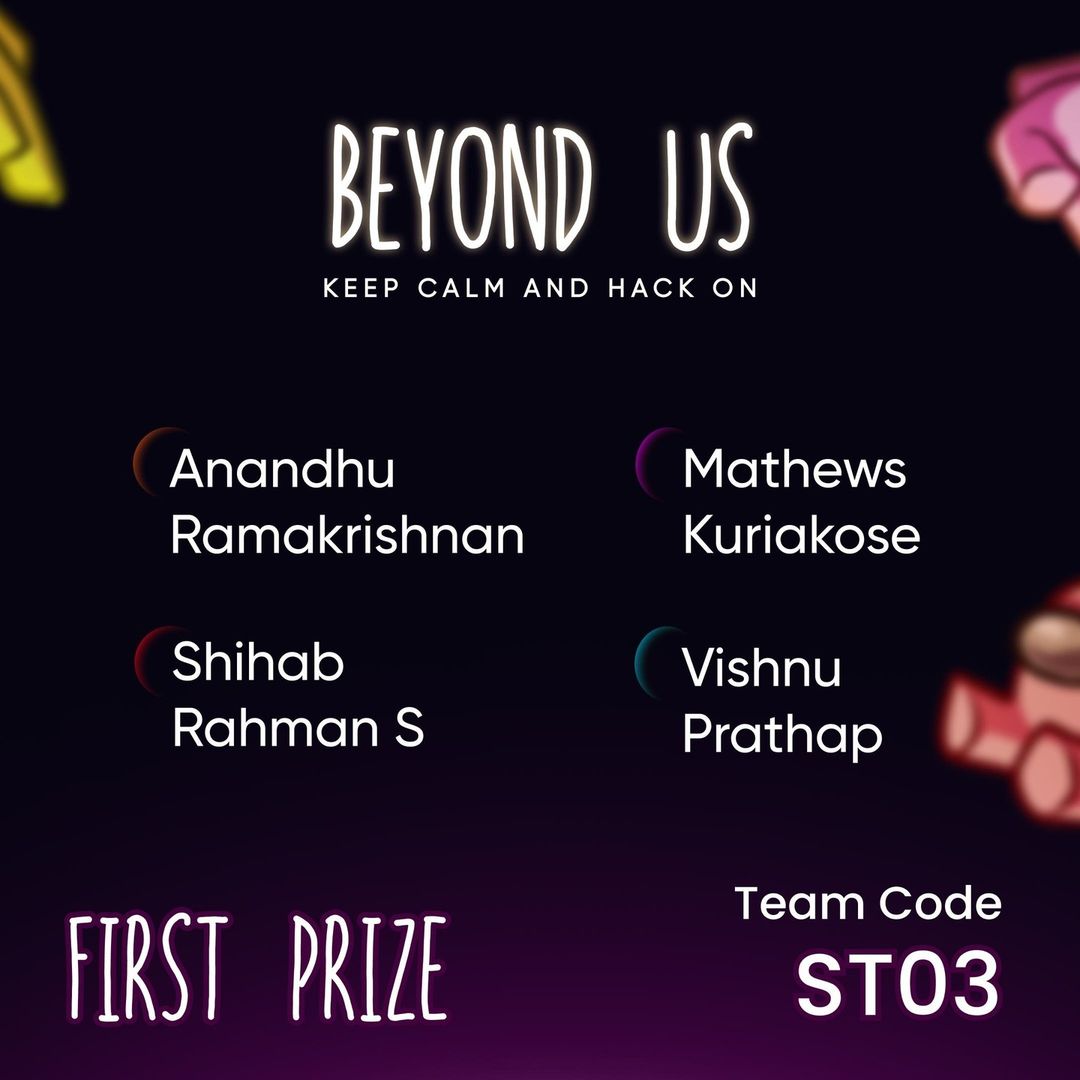 BEYOND US
KEEP CALM AND HACK ON
Anandhu
Ramakrishnan
Mathews
Kuriakose
Shihab
Rahman S
Vishnu
Prathap
FIRST PRIZE
Team Code
ST03